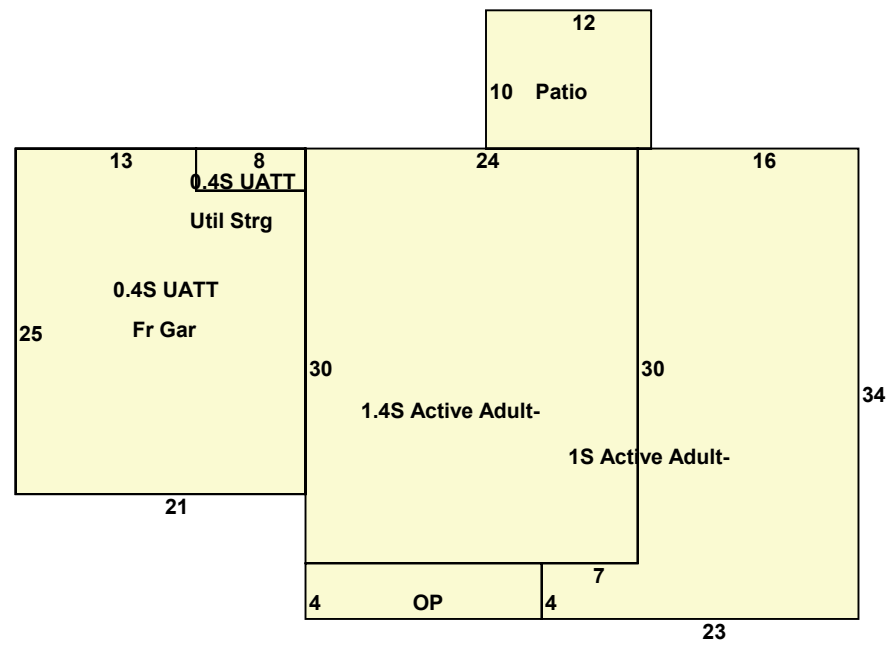 12
10 Patio
13 8 24 16
0.4S UATT
Util Strg
0.4S UATT
Fr Gar
25
30 30
34
1.4S Active Adult-
1S Active Adult-
21
7
4 OP 4
23